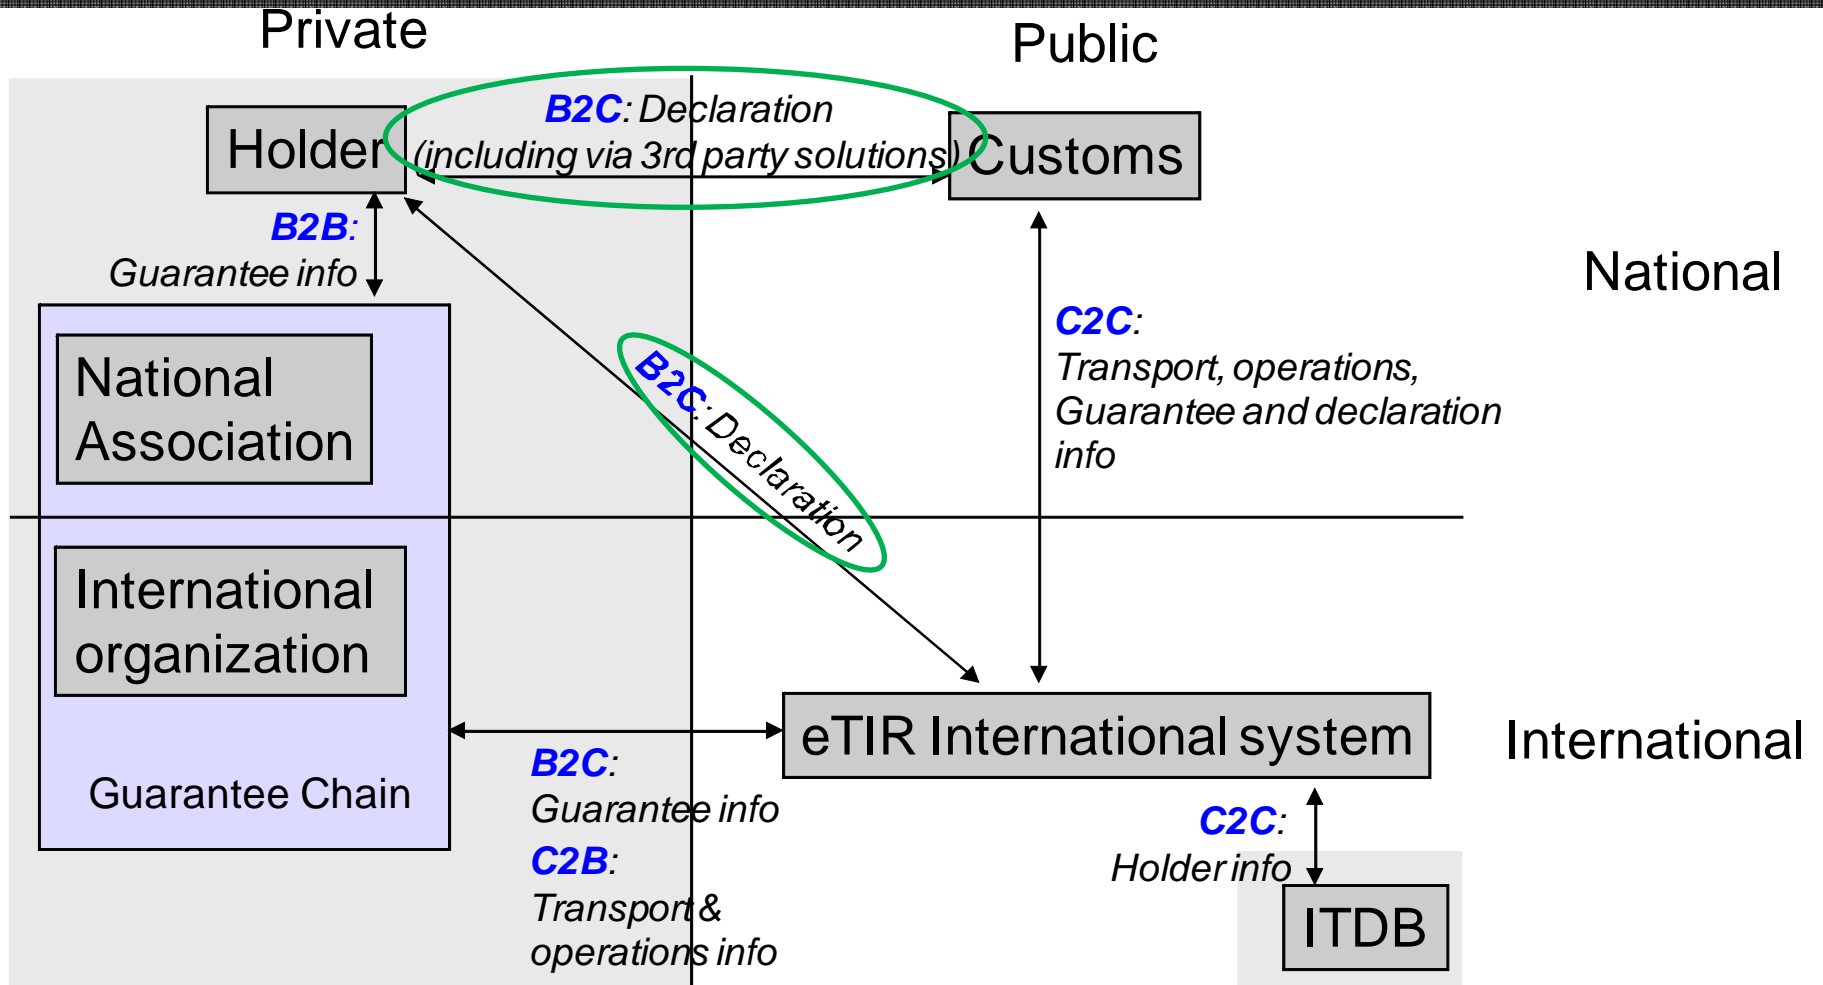 Private
Public
Holder
B2C: Declaration
(including via 3rd party solutions)
Customs
B2B:
Guarantee info
National
C2C:
Transport, operations,
Guarantee and declaration
info
National
Association
B2C: Declaration
International
organization
Guarantee Chain
B2C:
Guarantee info
C2B:
Transport &
operations info
eTIR International system
International
C2C:
Holder info
ITDB